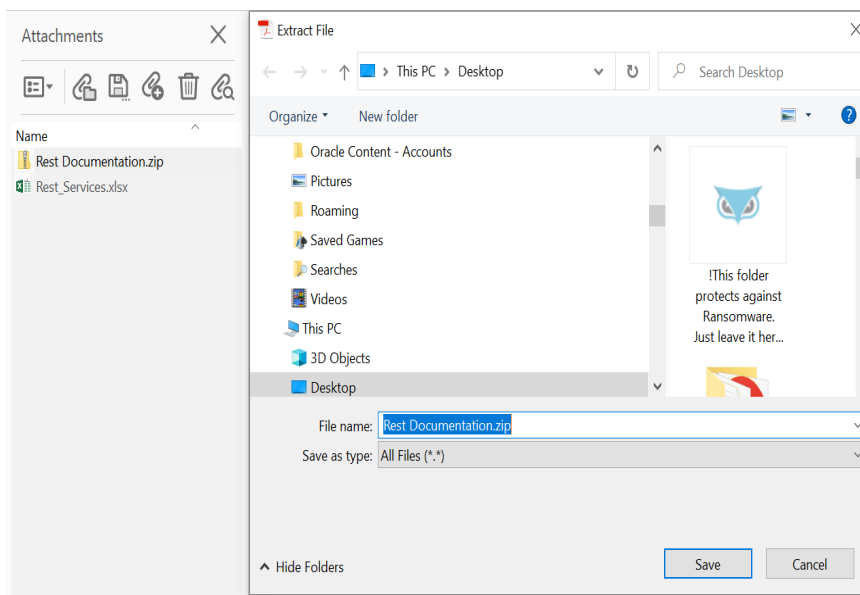 Attachments
Name
Rest Documentation.zip
Rest_Services.xlsx
Extract File
This PC > Desktop
Search Desktop
Organize
New folder
Oracle Content - Accounts
Pictures
Roaming
Saved Games
Searches
Videos
This PC
3D Objects
Desktop
!This folder
protects against
Ransomware.
Just leave it her...
File name: Rest Documentation.zip
Save as type: All Files (*.*)
Hide Folders
Save
Cancel